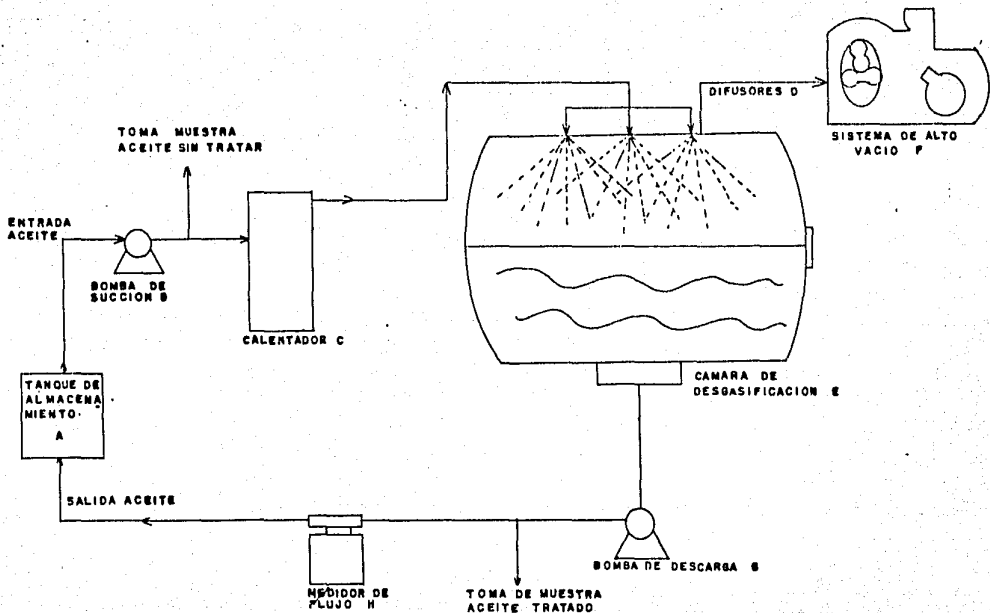 DIFUSORES D
SISTEMA DE ALTO
VACIO F
TOMA MUESTRA
ACEITE SIN TRATAR
ENTRADA
ACEITE
BOMBA DE
SUCCION B
CALENTADOR C
CAMARA DE
DESGASIFICACION E
TANQUE DE
ALMACENA
MIENTO.
A
SALIDA ACEITE
BOMBA DE DESCARGA G
MEDIDOR DE
FLUJO H
TOMA DE MUESTRA
ACEITE TRATADO